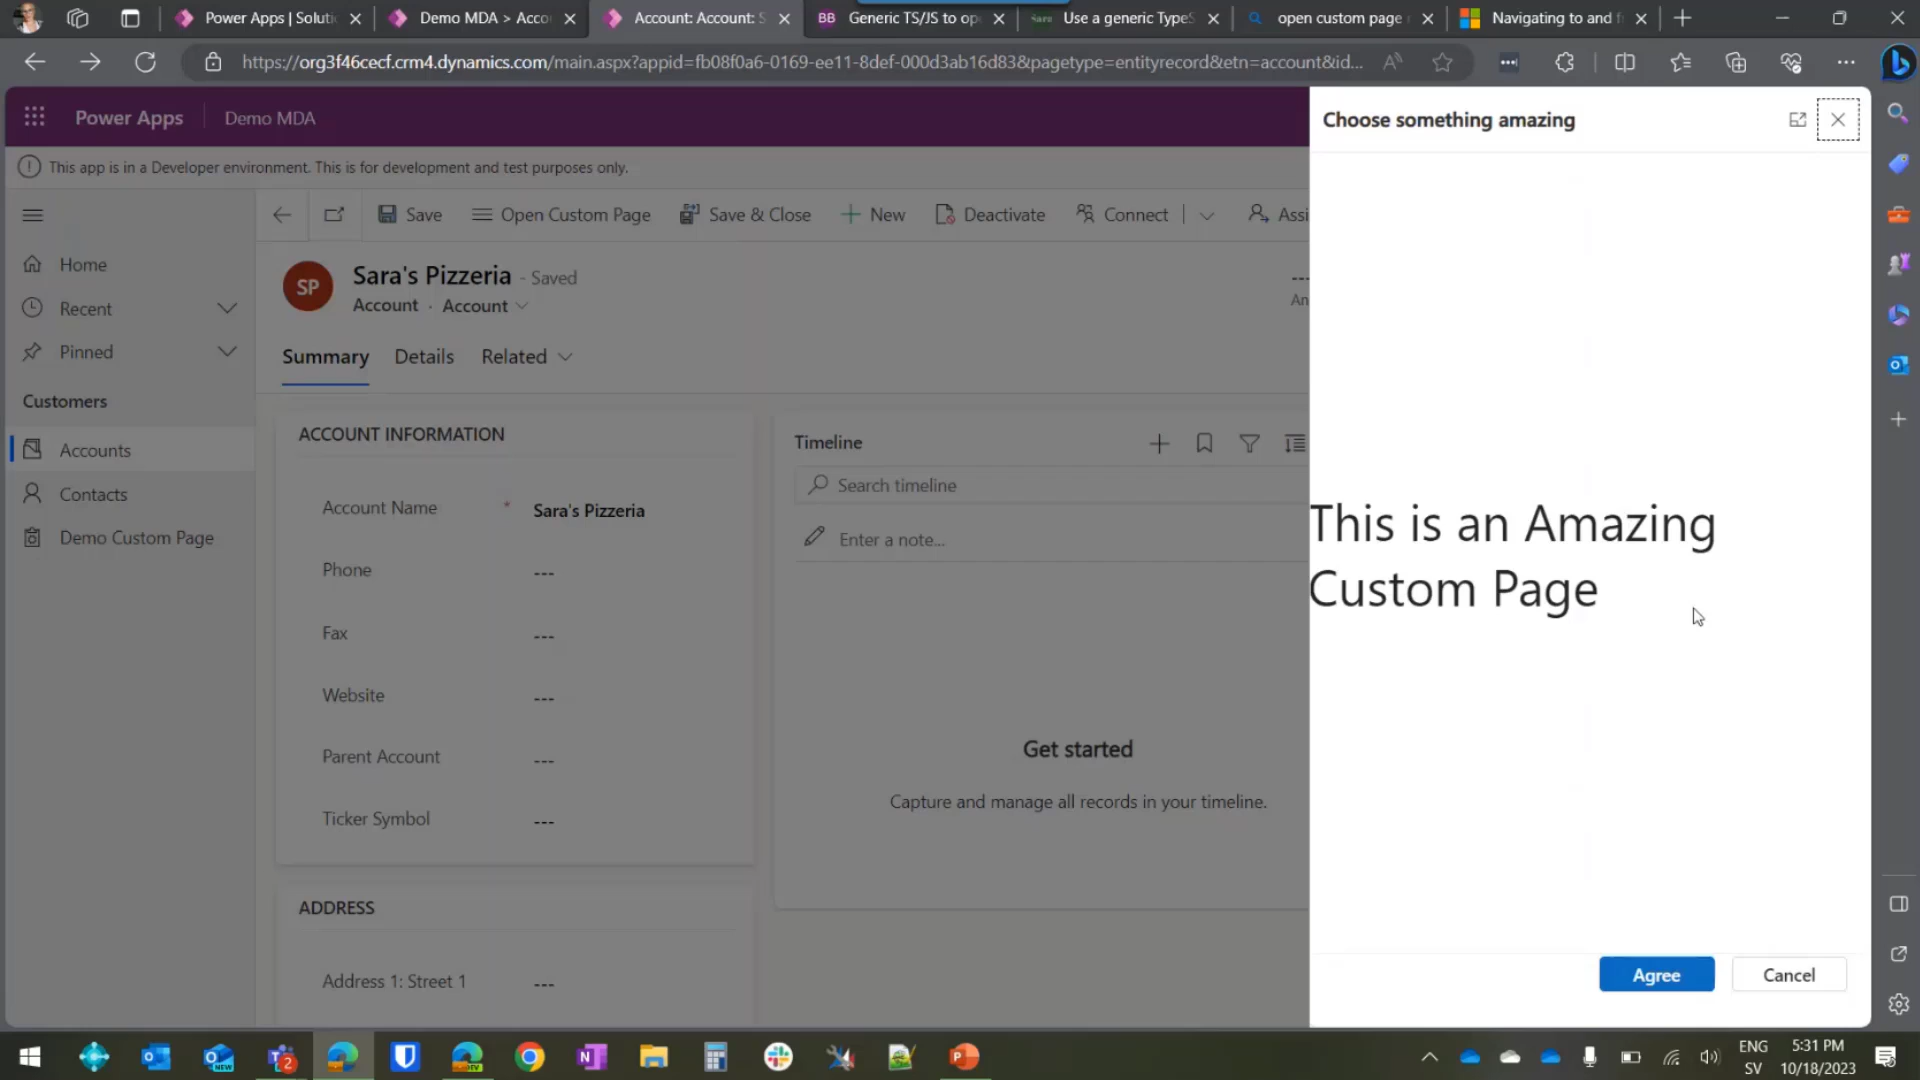 Power Apps | Soluti
Demo MDA > Acco
Account: Account: S
BB Generic TS/JS to op
Sara Use a generic TypeS
open custom page
Navigating to and f
https://org3f46cecf.crm4.dynamics.com/main.aspx?appid=fb08f0a6-0169-ee11-8def-000d3ab16d83&pagetype=entityrecord&etn=account&id...
Power Apps
Demo MDA
This app is in a Developer environment. This is for development and test purposes only.
Save
Open Custom Page
Save & Close
New
Deactivate
Connect
Assi
Home
Recent
Pinned
Customers
Accounts
Contacts
Demo Custom Page
SP
Sara's Pizzeria - Saved
Account · Account
---
An
Summary
Details
Related
ACCOUNT INFORMATION
Account Name * Sara's Pizzeria
Phone ---
Fax ---
Website ---
Parent Account ---
Ticker Symbol ---
ADDRESS
Address 1: Street 1 ---
Timeline
Search timeline
Enter a note...
Get started
Capture and manage all records in your timeline.
Choose something amazing
This is an Amazing
Custom Page
Agree
Cancel
NEW
2
DEV
N
P
ENG
SV
5:31 PM
10/18/2023